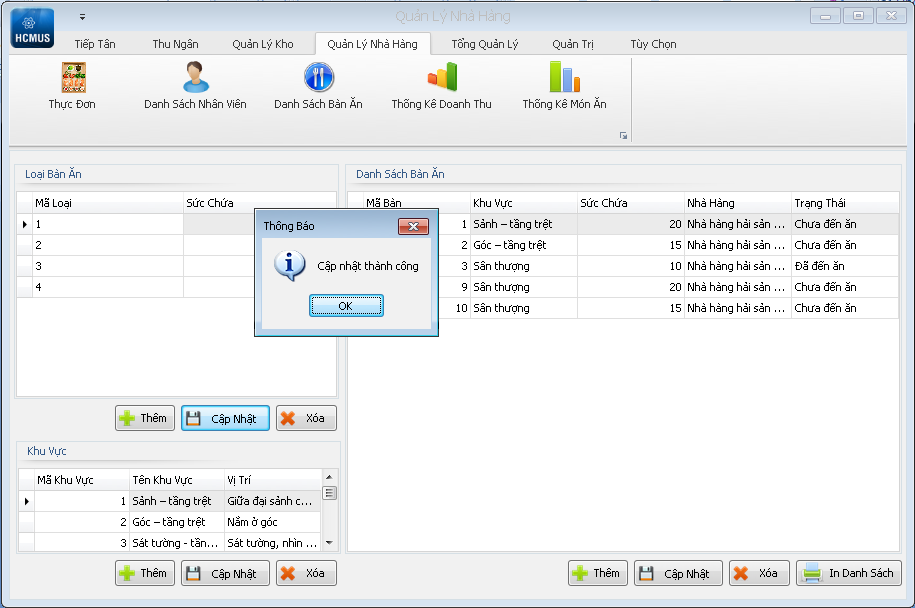 Quản Lý Nhà Hàng
HCMUS
Tiếp Tân Thu Ngân Quản Lý Kho Quản Lý Nhà Hàng Tổng Quản Lý Quản Trị Tùy Chọn
Thực Đơn Danh Sách Nhân Viên Danh Sách Bàn Ăn Thống Kê Doanh Thu Thống Kê Món Ăn
Loại Bàn Ăn
Mã Loại Sức Chứa
1
2
3
4
Thêm Cập Nhật Xóa
Khu Vực
Mã Khu Vực Tên Khu Vực Vị Trí
1 Sảnh – tầng trệt Giữa đại sảnh c...
2 Góc – tầng trệt Nằm ở góc
3 Sát tường - tần... Sát tường, nhìn ...
Thêm Cập Nhật Xóa
Thông Báo
Cập nhật thành công
OK
Danh Sách Bàn Ăn
Mã Bàn Khu Vực Sức Chứa Nhà Hàng Trạng Thái
1 Sảnh – tầng trệt 20 Nhà hàng hải sản ... Chưa đến ăn
2 Góc – tầng trệt 15 Nhà hàng hải sản ... Chưa đến ăn
3 Sân thượng 10 Nhà hàng hải sản ... Đã đến ăn
9 Sân thượng 20 Nhà hàng hải sản ... Chưa đến ăn
10 Sân thượng 15 Nhà hàng hải sản ... Chưa đến ăn
Thêm Cập Nhật Xóa In Danh Sách